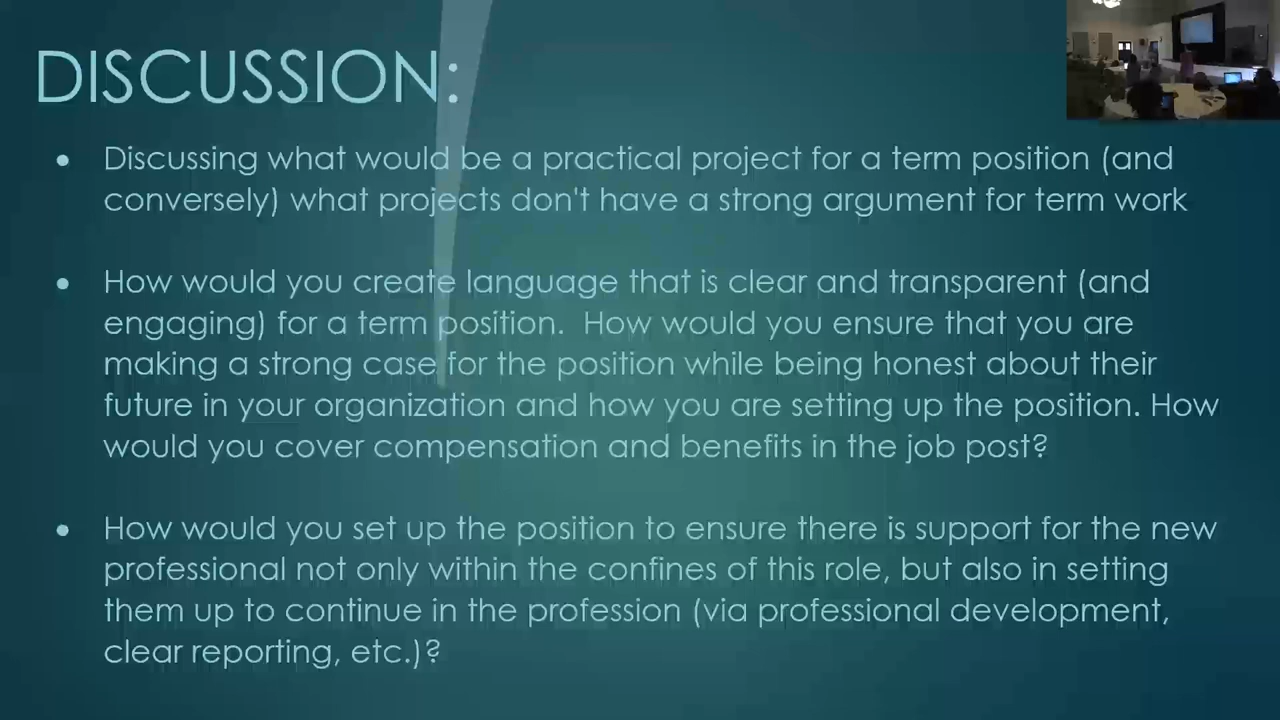 DISCUSSION:
• Discussing what would be a practical project for a term position (and
conversely) what projects don't have a strong argument for term work
• How would you create language that is clear and transparent (and
engaging) for a term position.  How would you ensure that you are
making a strong case for the position while being honest about their
future in your organization and how you are setting up the position. How
would you cover compensation and benefits in the job post?
• How would you set up the position to ensure there is support for the new
professional not only within the confines of this role, but also in setting
them up to continue in the profession (via professional development,
clear reporting, etc.)?